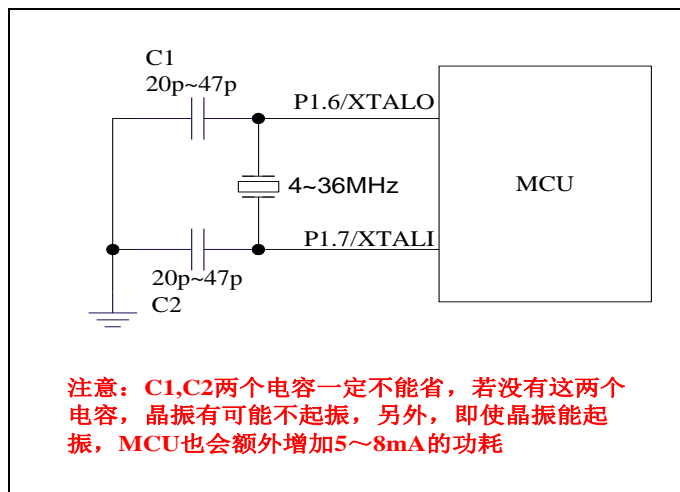 C1
20p~47p
P1.6/XTALO
4~36MHz
MCU
P1.7/XTALI
20p~47p
C2
注意：C1,C2两个电容一定不能省，若没有这两个
电容，晶振有可能不起振，另外，即使晶振能起
振，MCU也会额外增加5～8mA的功耗